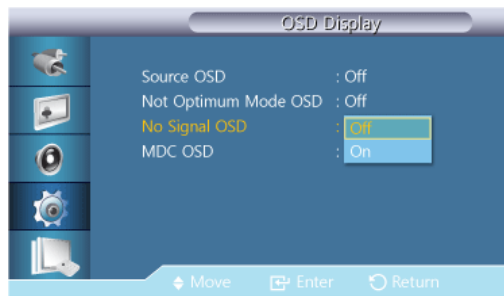 OSD Display
Source OSD : Off
Not Optimum Mode OSD : Off
No Signal OSD : Off
MDC OSD : On
Move Enter Return